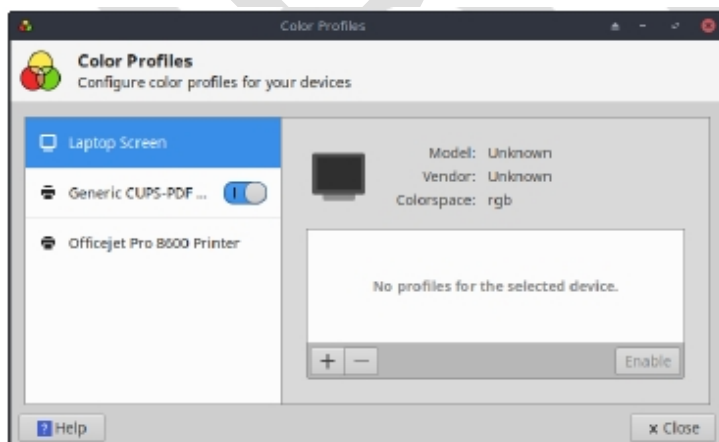 Color Profiles
Color Profiles
Configure color profiles for your devices
Laptop Screen
Generic CUPS-PDF ...
Officejet Pro 8600 Printer
Model: Unknown
Vendor: Unknown
Colorspace: rgb
No profiles for the selected device.
Enable
? Help
x Close